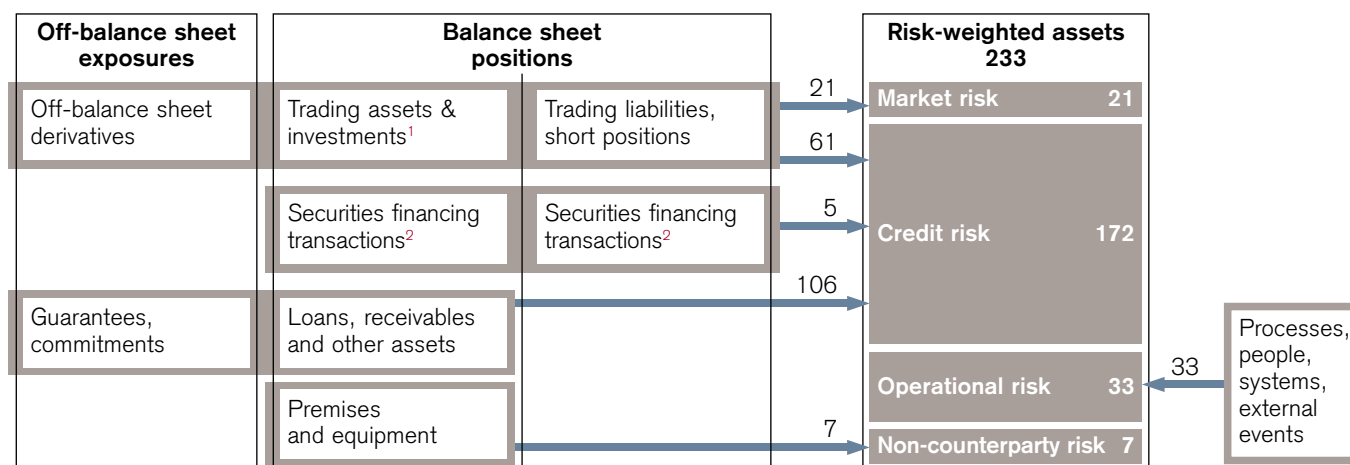 Off-balance sheet
exposures
Balance sheet
positions
Risk-weighted assets
233
Off-balance sheet
derivatives
Trading assets &
investments1
Trading liabilities,
short positions
21
61
Market risk 21
Securities financing
transactions2
Securities financing
transactions2
5
Credit risk 172
Guarantees,
commitments
Loans, receivables
and other assets
106
Operational risk 33
33
Processes,
people,
systems,
external
events
Premises
and equipment
7
Non-counterparty risk 7